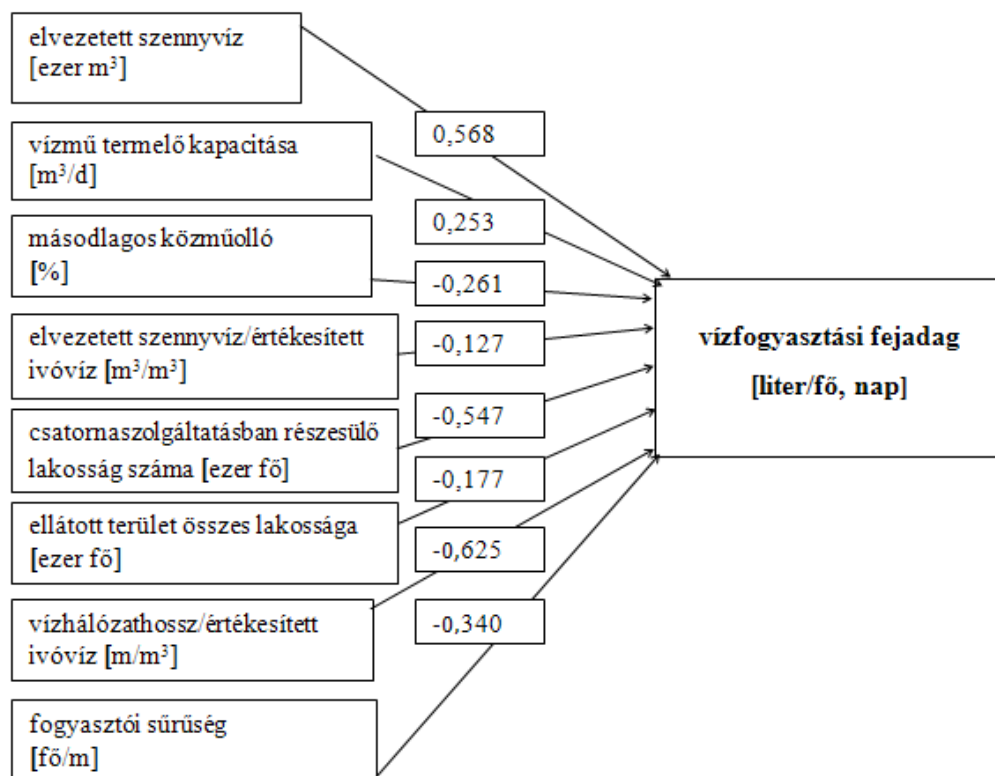 elvezetett szennyvíz
[ezer m³]
0,568
vízmű termelő kapacitása
[m³/d]
0,253
másodlagos közműolló
[%]
-0,261
elvezetett szennyvíz/értékesített
ivóvíz [m³/m³]
-0,127
vízfogyasztási fejadag
[liter/fő, nap]
csatornaszolgáltatásban részesülő
lakosság száma [ezer fő]
-0,547
-0,177
ellátott terület összes lakossága
[ezer fő]
-0,625
vízhálózathossz/értékesített
ivóvíz [m/m³]
-0,340
fogyasztói sűrűség
[fő/m]